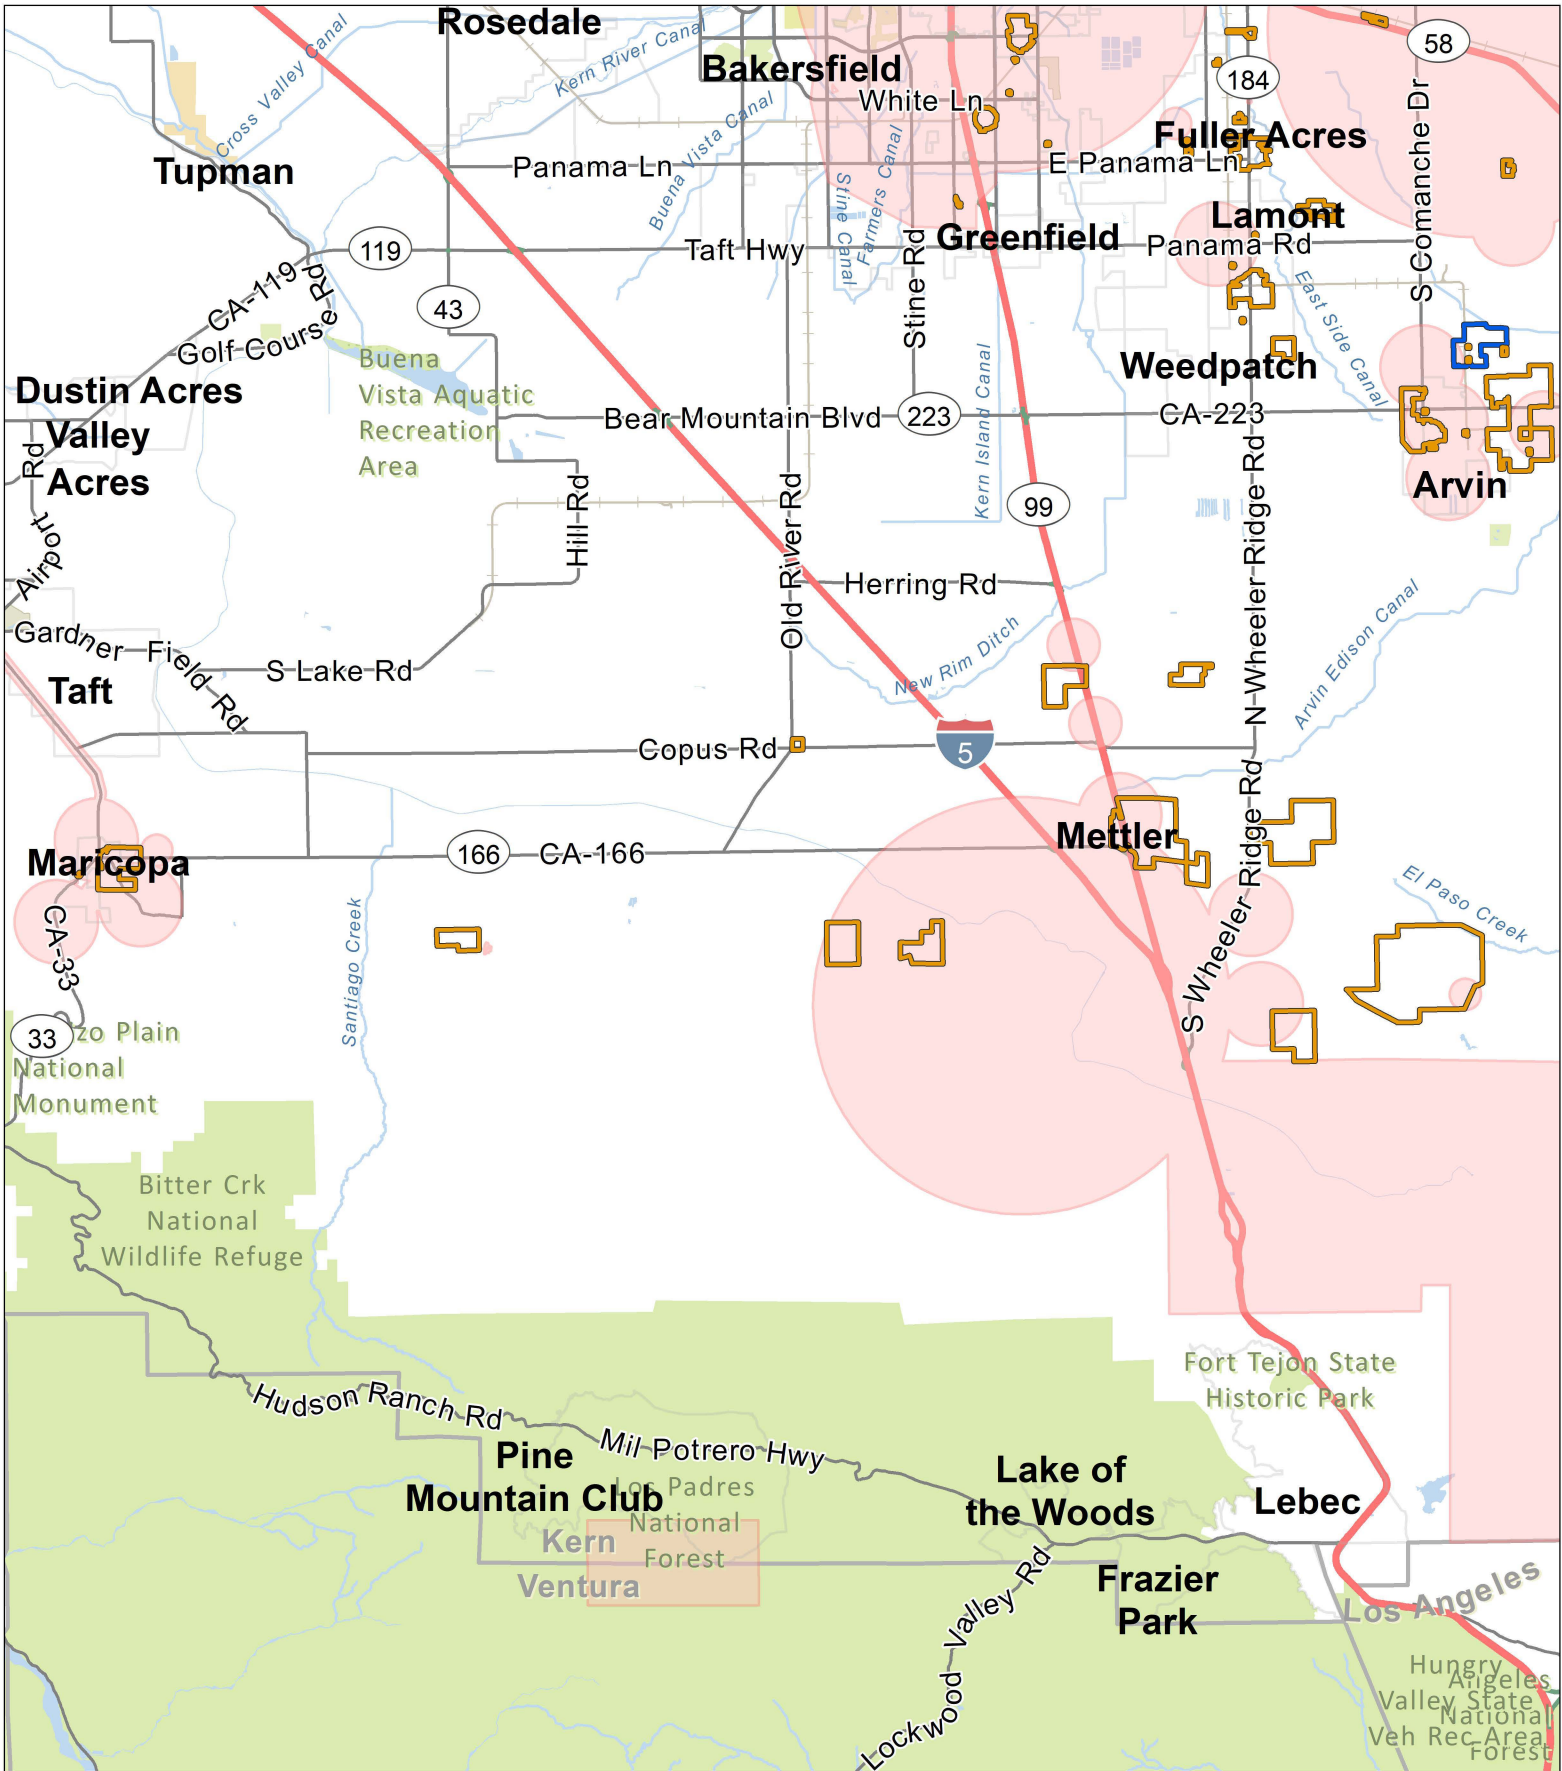 Rosedale
58
Cross Valley Canal
Kern River Canal
Bakersfield
184
White Ln
Buena Vista Canal
Farmers Canal
Stine Canal
Fuller Acres
S Comanche Dr
Tupman
Panama Ln
E Panama Ln
Lamont
119
Taft Hwy
Greenfield
Panama Rd
CA-119
Golf Course Rd
43
Stine Rd
East Side Canal
Buena
Vista Aquatic
Recreation
Area
Kern Island Canal
Weedpatch
Dustin Acres
Bear Mountain Blvd
223
CA-223
Valley
Acres
Airport Rd
Arvin
Hill Rd
Old River Rd
99
N Wheeler Ridge Rd
Herring Rd
Gardner Field Rd
S Lake Rd
New Rim Ditch
Arvin Edison Canal
Taft
Copus Rd
5
Mettler
S Wheeler Ridge Rd
Maricopa
166
CA-166
El Paso Creek
CA-33
Santiago Creek
33
zo Plain
National
Monument
Bitter Crk
National
Wildlife Refuge
Fort Tejon State
Historic Park
Hudson Ranch Rd
Mil Potrero Hwy
Pine
Mountain Club
Los Padres
National
Forest
Lake of
the Woods
Lebec
Kern
Ventura
Lockwood Valley Rd
Frazier
Park
Los Angeles
Hungry
Valley State
Veh Rec Area
Angeles
National
Forest